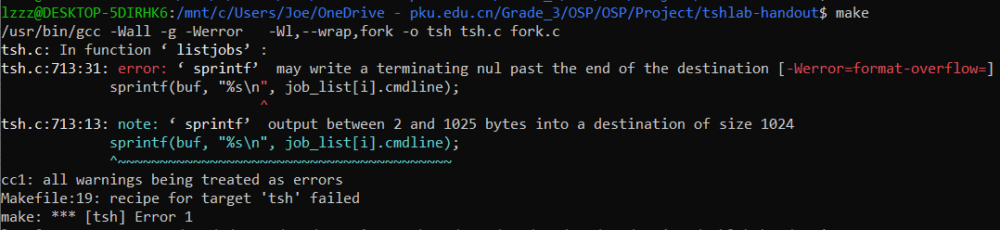 lzzz@DESKTOP-5DIRHK6:/mnt/c/Users/Joe/OneDrive - pku.edu.cn/Grade_3/OSP/OSP/Project/tshlab-handout$ make
/usr/bin/gcc -Wall -g -Werror   -Wl,--wrap,fork -o tsh tsh.c fork.c
tsh.c: In function ‘ listjobs’ :
tsh.c:713:31: error: ‘ sprintf’  may write a terminating nul past the end of the destination [-Werror=format-overflow=]
             sprintf(buf, "%s\n", job_list[i].cmdline);
                               ^
tsh.c:713:13: note: ‘ sprintf’  output between 2 and 1025 bytes into a destination of size 1024
             sprintf(buf, "%s\n", job_list[i].cmdline);
             ^~~~~~~~~~~~~~~~~~~~~~~~~~~~~~~~~~~~~~~~~
cc1: all warnings being treated as errors
Makefile:19: recipe for target 'tsh' failed
make: *** [tsh] Error 1